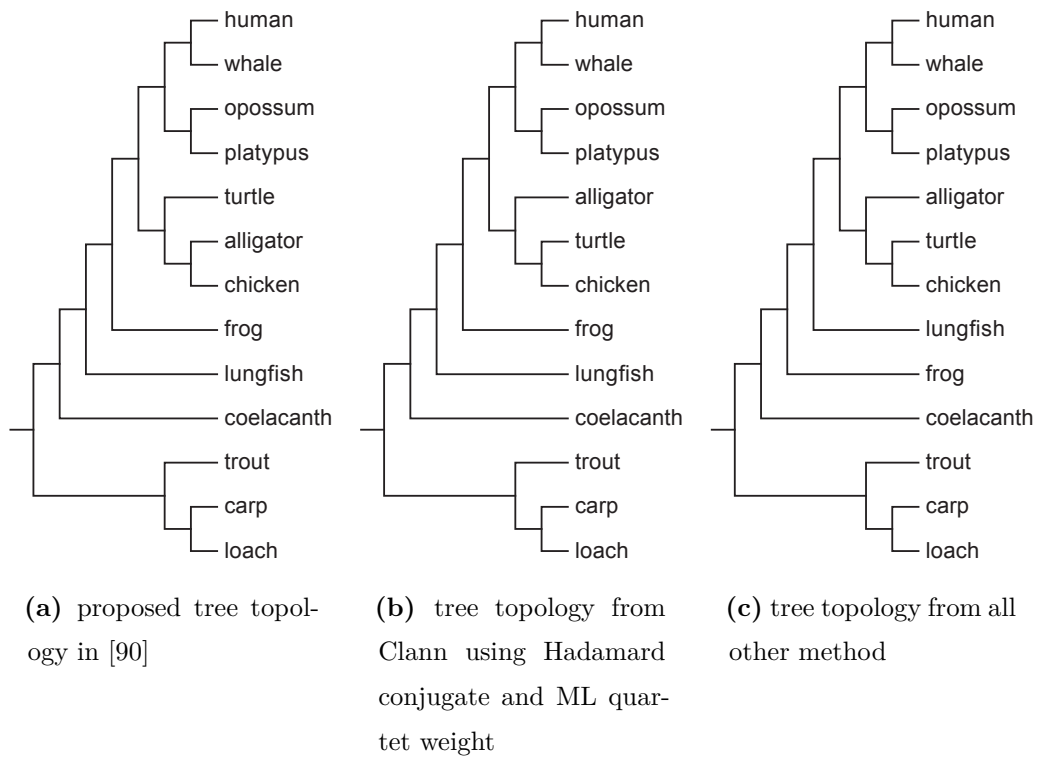 human
whale
opossum
platypus
turtle
alligator
chicken
frog
lungfish
coelacanth
trout
carp
loach
(a) proposed tree topol-
ogy in [90]
human
whale
opossum
platypus
alligator
turtle
chicken
frog
lungfish
coelacanth
trout
carp
loach
(b) tree topology from
Clann using Hadamard
conjugate and ML quar-
tet weight
human
whale
opossum
platypus
alligator
turtle
chicken
lungfish
frog
coelacanth
trout
carp
loach
(c) tree topology from all
other method